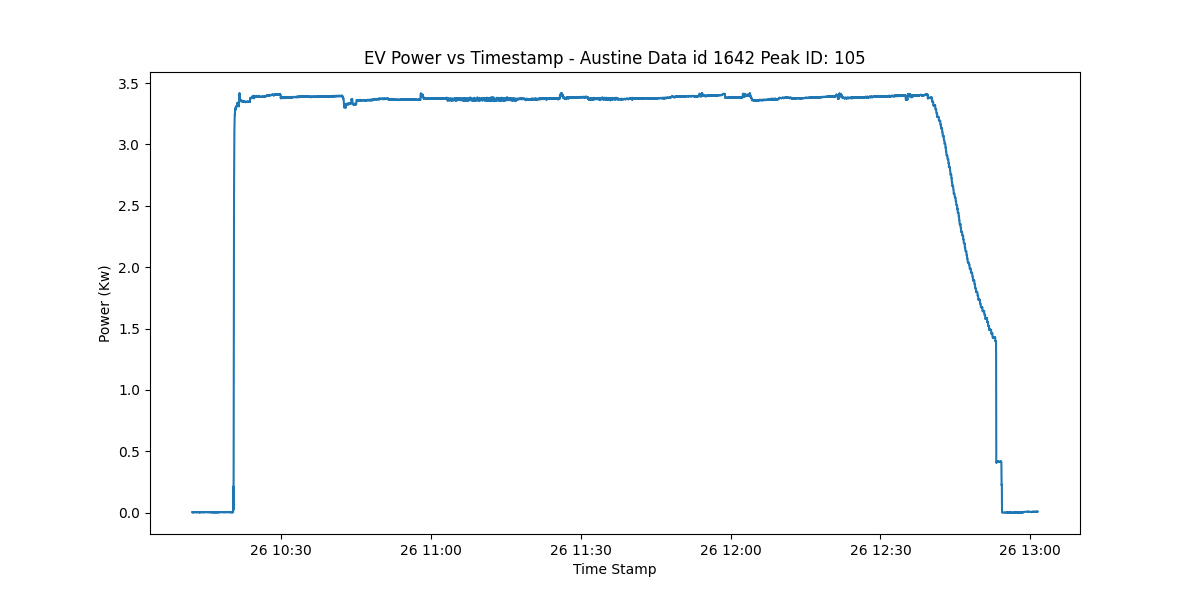 EV Power vs Timestamp - Austine Data id 1642 Peak ID: 105
3.5
3.0
2.5
2.0
1.5
1.0
0.5
0.0
Power (Kw)
26 10:30 26 11:00 26 11:30 26 12:00 26 12:30 26 13:00
Time Stamp